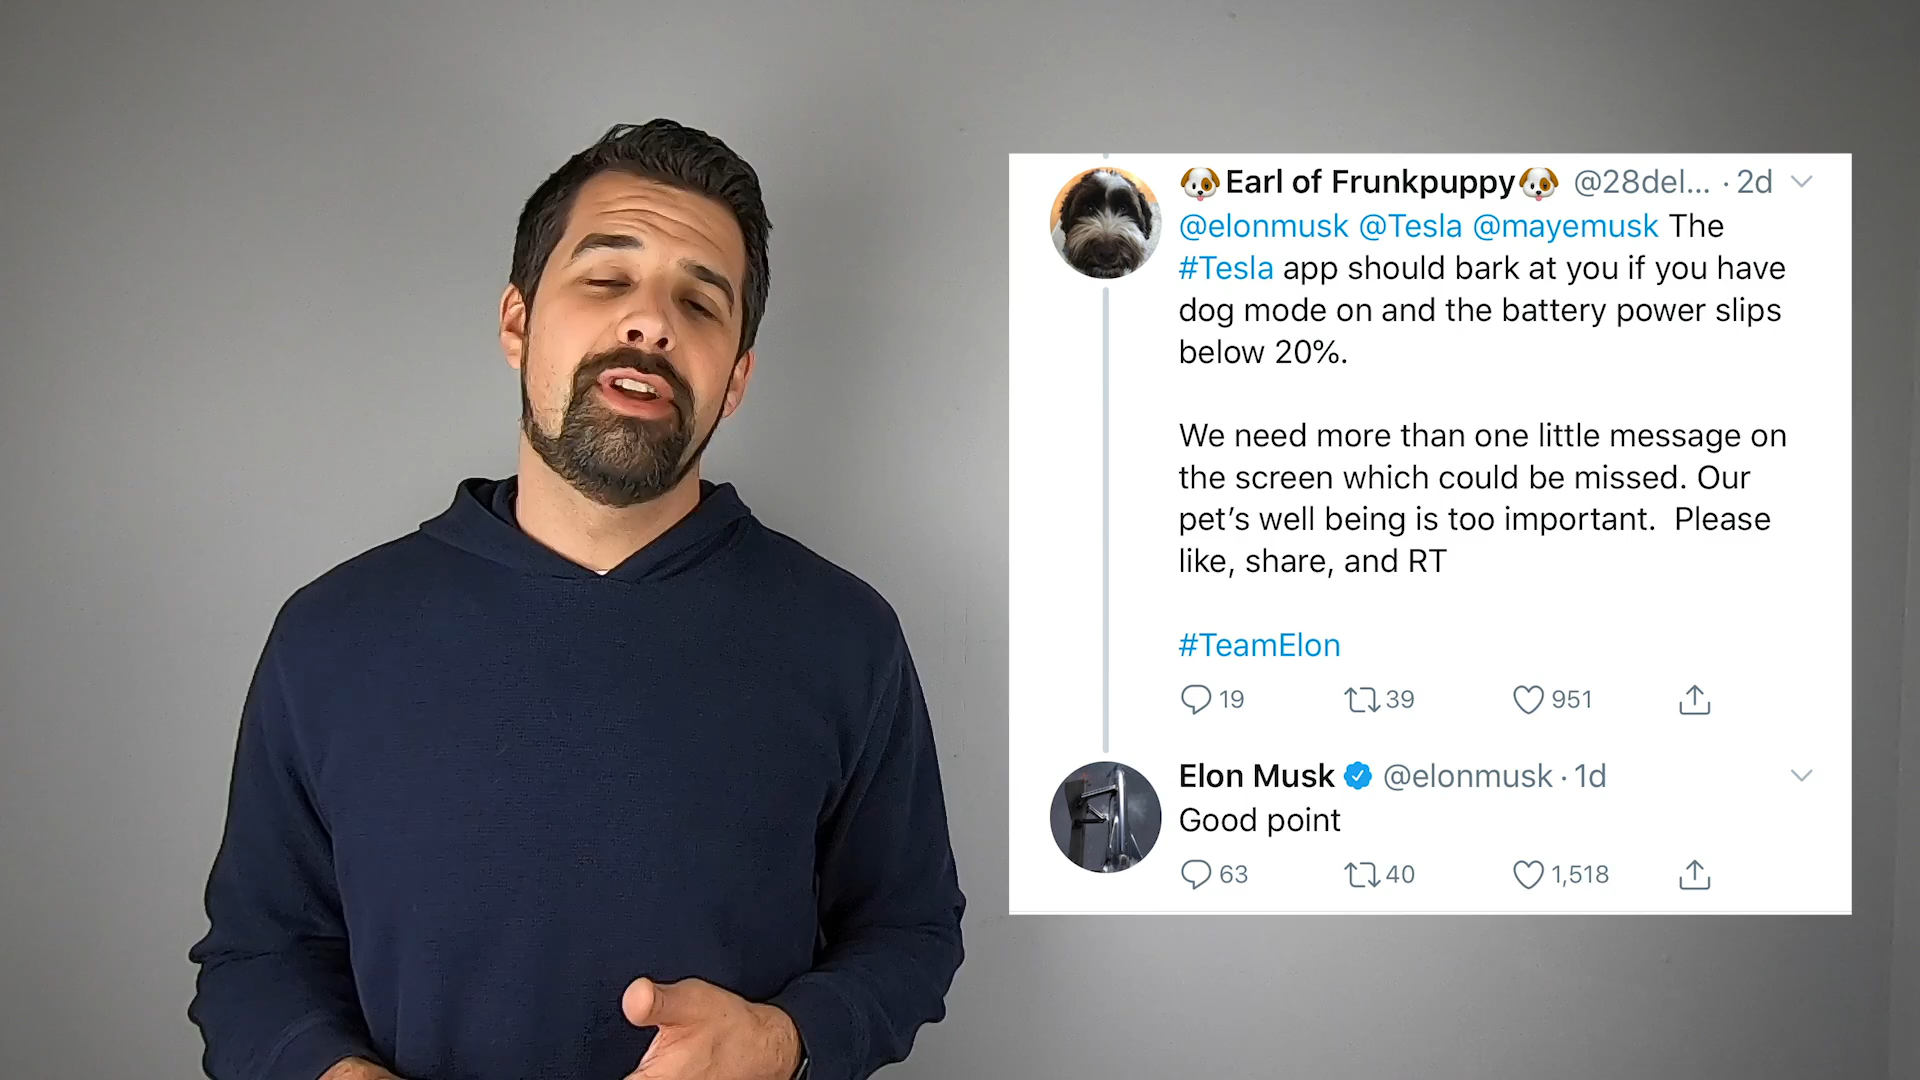 🐶Earl of Frunkpuppy🐶 @28del... · 2d
@elonmusk @Tesla @mayemusk The
#Tesla app should bark at you if you have
dog mode on and the battery power slips
below 20%.
We need more than one little message on
the screen which could be missed. Our
pet’s well being is too important.  Please
like, share, and RT
#TeamElon
19 39 951
Elon Musk @elonmusk · 1d
Good point
63 40 1,518